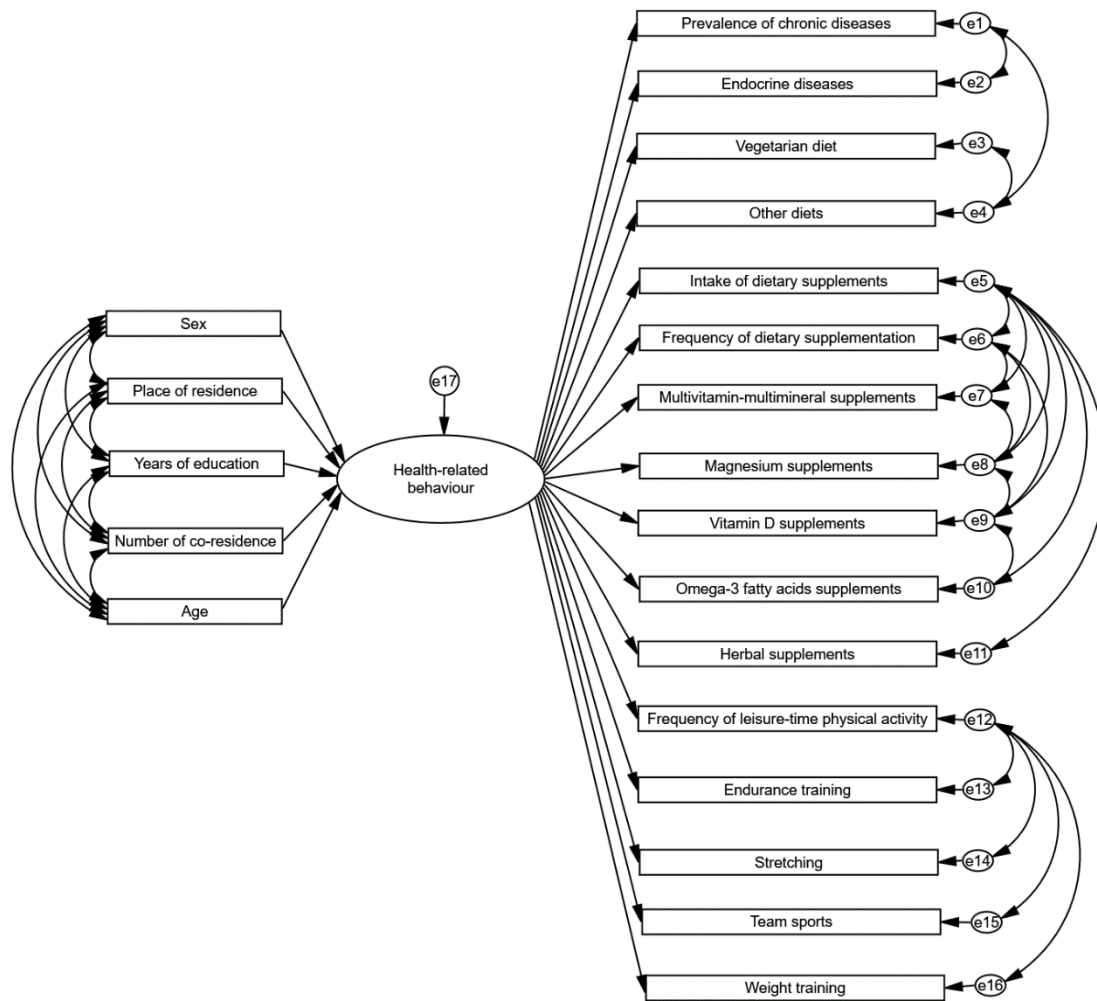 Prevalence of chronic diseases
e1
Endocrine diseases
e2
Vegetarian diet
e3
Other diets
e4
Intake of dietary supplements
e5
Sex
Frequency of dietary supplementation
e6
Place of residence
e17
Multivitamin-multimineral supplements
e7
Years of education
Health-related
behaviour
Magnesium supplements
e8
Vitamin D supplements
e9
Number of co-residence
Omega-3 fatty acids supplements
e10
Age
Herbal supplements
e11
Frequency of leisure-time physical activity
e12
Endurance training
e13
Stretching
e14
Team sports
e15
Weight training
e16